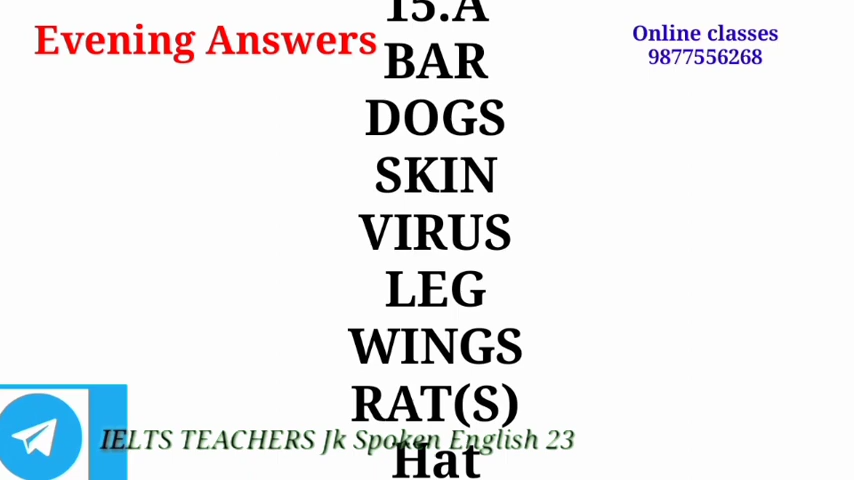 15.A
Evening Answers
Online classes
9877556268
BAR
DOGS
SKIN
VIRUS
LEG
WINGS
RAT(S)
IELTS TEACHERS Jk Spoken English 23
Hat